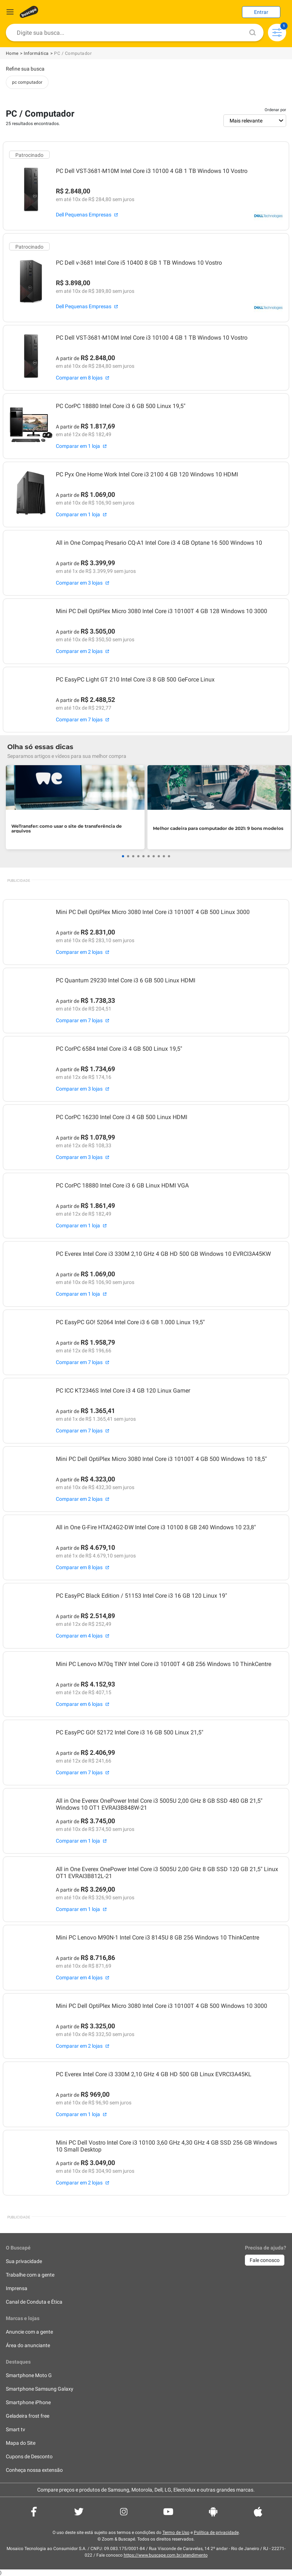 buscapé
Entrar
Digite sua busca...
Home > Informática > PC / Computador
Refine sua busca
pc computador
PC / Computador
25 resultados encontrados
Ordenar por
Mais relevante
Patrocinado
PC Dell VST-3681-M10M Intel Core i3 10100 4 GB 1 TB Windows 10 Vostro
R$ 2.848,00
em até 10x de R$ 284,80 sem juros
Dell Pequenas Empresas
Patrocinado
PC Dell v-3681 Intel Core i5 10400 8 GB 1 TB Windows 10 Vostro
R$ 3.898,00
em até 10x de R$ 389,80 sem juros
Dell Pequenas Empresas
PC Dell VST-3681-M10M Intel Core i3 10100 4 GB 1 TB Windows 10 Vostro
A partir de R$ 2.848,00
em até 10x de R$ 284,80 sem juros
Comparar em 8 lojas
PC CorPC 18880 Intel Core i3 6 GB 500 Linux 19,5"
A partir de R$ 1.817,69
em até 12x de R$ 182,49
Comparar em 1 loja
PC Pyx One Home Work Intel Core i3 2100 4 GB 120 Windows 10 HDMI
A partir de R$ 1.069,00
em até 10x de R$ 106,90 sem juros
Comparar em 1 loja
All in One Compaq Presario CQ-A1 Intel Core i3 4 GB Optane 16 500 Windows 10
A partir de R$ 3.399,99
em até 1x de R$ 3.399,99 sem juros
Comparar em 3 lojas
Mini PC Dell OptiPlex Micro 3080 Intel Core i3 10100T 4 GB 128 Windows 10 3000
A partir de R$ 3.505,00
em até 10x de R$ 350,50 sem juros
Comparar em 2 lojas
PC EasyPC Light GT 210 Intel Core i3 8 GB 500 GeForce Linux
A partir de R$ 2.488,52
em até 10x de R$ 292,77
Comparar em 7 lojas
Olha só essas dicas
Separamos artigos e vídeos para sua melhor compra
WeTransfer: como usar o site de transferência de arquivos
Melhor cadeira para computador de 2021: 9 bons modelos
PUBLICIDADE
Mini PC Dell OptiPlex Micro 3080 Intel Core i3 10100T 4 GB 500 Linux 3000
A partir de R$ 2.831,00
em até 10x de R$ 283,10 sem juros
Comparar em 2 lojas
PC Quantum 29230 Intel Core i3 6 GB 500 Linux HDMI
A partir de R$ 1.738,33
em até 10x de R$ 204,51
Comparar em 7 lojas
PC CorPC 6584 Intel Core i3 4 GB 500 Linux 19,5"
A partir de R$ 1.734,69
em até 12x de R$ 174,16
Comparar em 3 lojas
PC CorPC 16230 Intel Core i3 4 GB 500 Linux HDMI
A partir de R$ 1.078,99
em até 12x de R$ 108,33
Comparar em 3 lojas
PC CorPC 18880 Intel Core i3 6 GB Linux HDMI VGA
A partir de R$ 1.861,49
em até 12x de R$ 182,49
Comparar em 1 loja
PC Everex Intel Core i3 330M 2,10 GHz 4 GB HD 500 GB Windows 10 EVRCI3A45KW
A partir de R$ 1.069,00
em até 10x de R$ 106,90 sem juros
Comparar em 1 loja
PC EasyPC GO! 52064 Intel Core i3 6 GB 1.000 Linux 19,5"
A partir de R$ 1.958,79
em até 12x de R$ 196,66
Comparar em 7 lojas
PC ICC KT2346S Intel Core i3 4 GB 120 Linux Gamer
A partir de R$ 1.365,41
em até 1x de R$ 1.365,41 sem juros
Comparar em 7 lojas
Mini PC Dell OptiPlex Micro 3080 Intel Core i3 10100T 4 GB 500 Windows 10 18,5"
A partir de R$ 4.323,00
em até 10x de R$ 432,30 sem juros
Comparar em 2 lojas
All in One G-Fire HTA24G2-DW Intel Core i3 10100 8 GB 240 Windows 10 23,8"
A partir de R$ 4.679,10
em até 1x de R$ 4.679,10 sem juros
Comparar em 8 lojas
PC EasyPC Black Edition / 51153 Intel Core i3 16 GB 120 Linux 19"
A partir de R$ 2.514,89
em até 12x de R$ 252,49
Comparar em 4 lojas
Mini PC Lenovo M70q TINY Intel Core i3 10100T 4 GB 256 Windows 10 ThinkCentre
A partir de R$ 4.152,93
em até 12x de R$ 407,15
Comparar em 6 lojas
PC EasyPC GO! 52172 Intel Core i3 16 GB 500 Linux 21,5"
A partir de R$ 2.406,99
em até 12x de R$ 241,66
Comparar em 7 lojas
All in One Everex OnePower Intel Core i3 5005U 2,00 GHz 8 GB SSD 480 GB 21,5" Windows 10 OT1 EVRAI3B848W-21
A partir de R$ 3.745,00
em até 10x de R$ 374,50 sem juros
Comparar em 1 loja
All in One Everex OnePower Intel Core i3 5005U 2,00 GHz 8 GB SSD 120 GB 21,5" Linux OT1 EVRAI3B812L-21
A partir de R$ 3.269,00
em até 10x de R$ 326,90 sem juros
Comparar em 1 loja
Mini PC Lenovo M90N-1 Intel Core i3 8145U 8 GB 256 Windows 10 ThinkCentre
A partir de R$ 8.716,86
em até 10x de R$ 871,69
Comparar em 4 lojas
Mini PC Dell OptiPlex Micro 3080 Intel Core i3 10100T 4 GB 500 Windows 10 3000
A partir de R$ 3.325,00
em até 10x de R$ 332,50 sem juros
Comparar em 2 lojas
PC Everex Intel Core i3 330M 2,10 GHz 4 GB HD 500 GB Linux EVRCI3A45KL
A partir de R$ 969,00
em até 10x de R$ 96,90 sem juros
Comparar em 1 loja
Mini PC Dell Vostro Intel Core i3 10100 3,60 GHz 4,30 GHz 4 GB SSD 256 GB Windows 10 Small Desktop
A partir de R$ 3.049,00
em até 10x de R$ 304,90 sem juros
Comparar em 2 lojas
PUBLICIDADE
O Buscapé
Precisa de ajuda?
Sua privacidade
Fale conosco
Trabalhe com a gente
Imprensa
Canal de Conduta e Ética
Marcas e lojas
Anuncie com a gente
Área do anunciante
Destaques
Smartphone Moto G
Smartphone Samsung Galaxy
Smartphone iPhone
Geladeira frost free
Smart tv
Mapa do Site
Cupons de Desconto
Conheça nossa extensão
Compare preços e produtos de Samsung, Motorola, Dell, LG, Electrolux e outras grandes marcas.
O uso deste site está sujeito aos termos e condições do Termo de Uso e Política de privacidade.
© Zoom & Buscapé. Todos os direitos reservados.